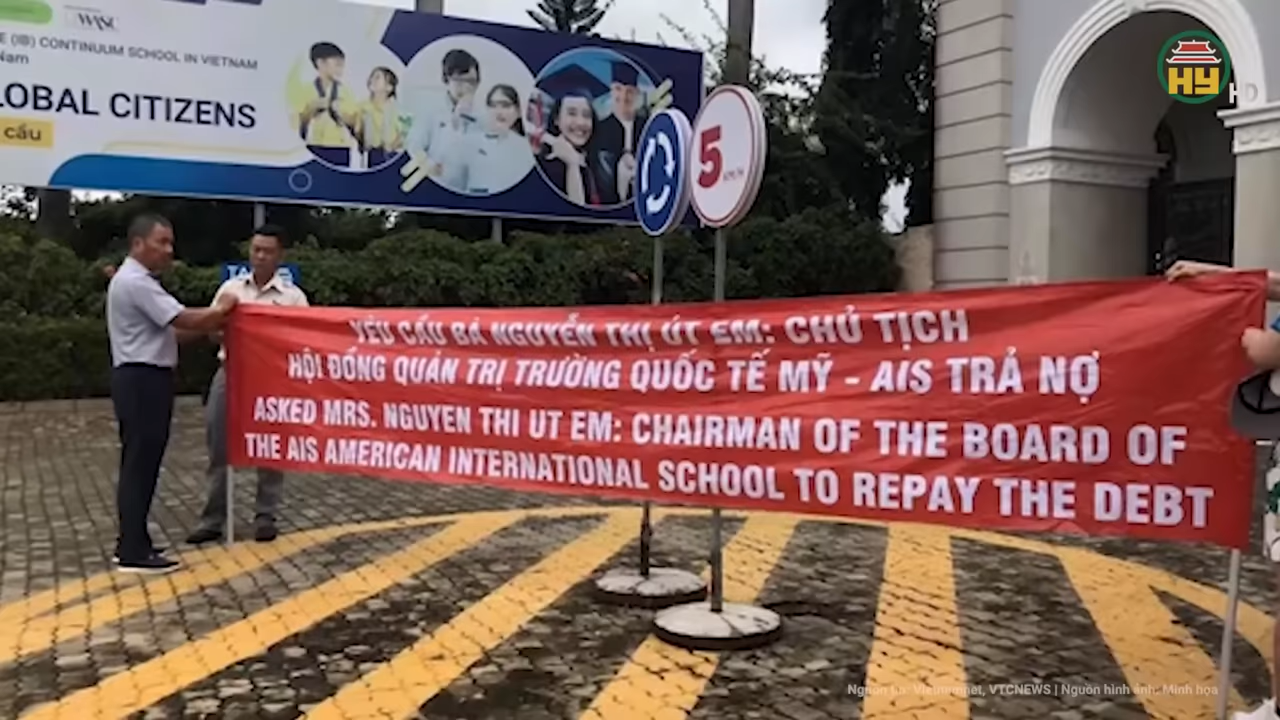 WASC
E (IB) CONTINUUM SCHOOL IN VIETNAM
Nam
LOBAL CITIZENS
cầu
HY
HD
5
KM/H
YÊU CẦU BÀ NGUYỄN THỊ ÚT EM: CHỦ TỊCH
HỘI ĐỒNG QUẢN TRỊ TRƯỜNG QUỐC TẾ MỸ - AIS TRẢ NỢ
ASKED MRS. NGUYEN THI UT EM: CHAIRMAN OF THE BOARD OF
THE AIS AMERICAN INTERNATIONAL SCHOOL TO REPAY THE DEBT
Nguồn t.c: Vietnamnet, VTCNEWS | Nguồn hình ảnh: Minh họa